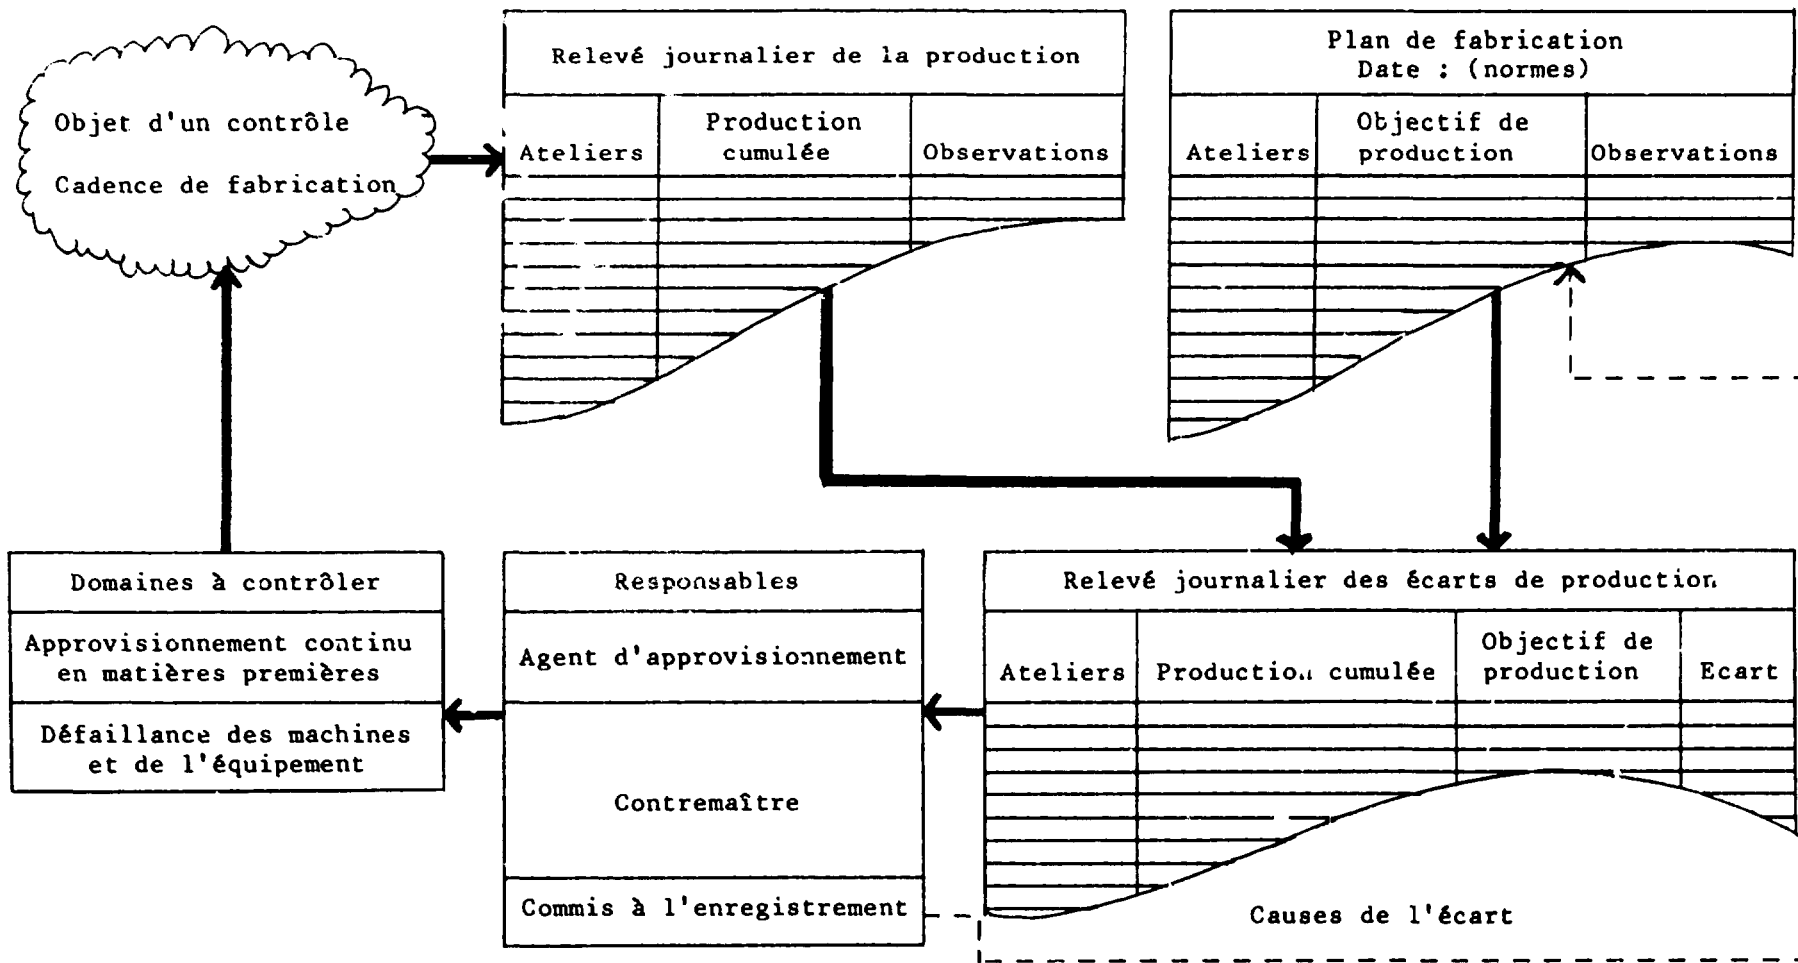 Objet d'un contrôle
Cadence de fabrication
Relevé journalier de la production
Ateliers
Production
cumulée
Observations
Plan de fabrication
Date : (normes)
Ateliers
Objectif de
production
Observations
Domaines à contrôler
Approvisionnement continu
en matières premières
Défaillance des machines
et de l'équipement
Responsables
Agent d'approvisionnement
Contremaître
Commis à l'enregistrement
Relevé journalier des écarts de production
Ateliers
Production cumulée
Objectif de
production
Ecart
Causes de l'écart